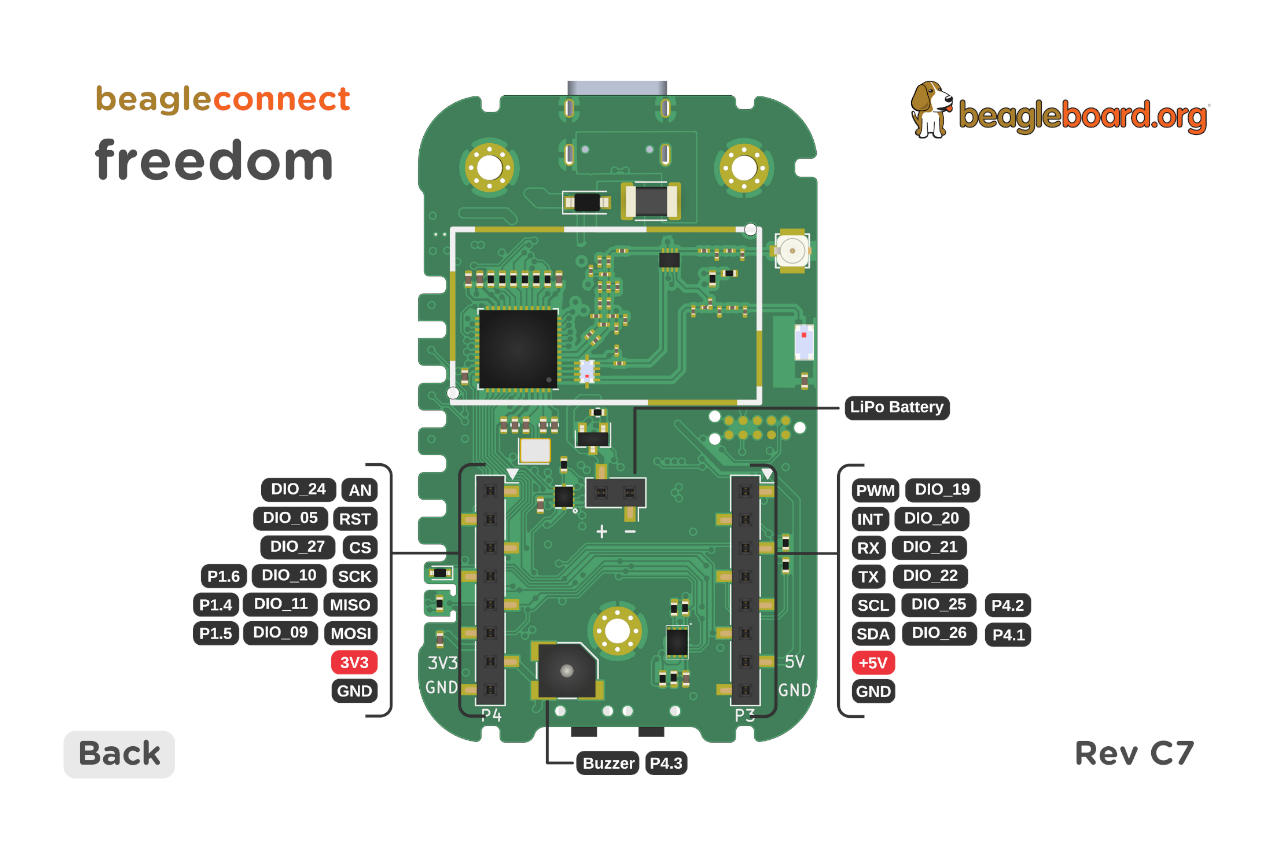 beagleconnect
freedom
beagleboard.org
LiPo Battery
DIO_24 AN
DIO_05 RST
DIO_27 CS
P1.6 DIO_10 SCK
P1.4 DIO_11 MISO
P1.5 DIO_09 MOSI
3V3
GND
+ −
3V3
GND
P4
5V
GND
P3
PWM DIO_19
INT DIO_20
RX DIO_21
TX DIO_22
SCL DIO_25 P4.2
SDA DIO_26 P4.1
+5V
GND
Buzzer P4.3
Back
Rev C7